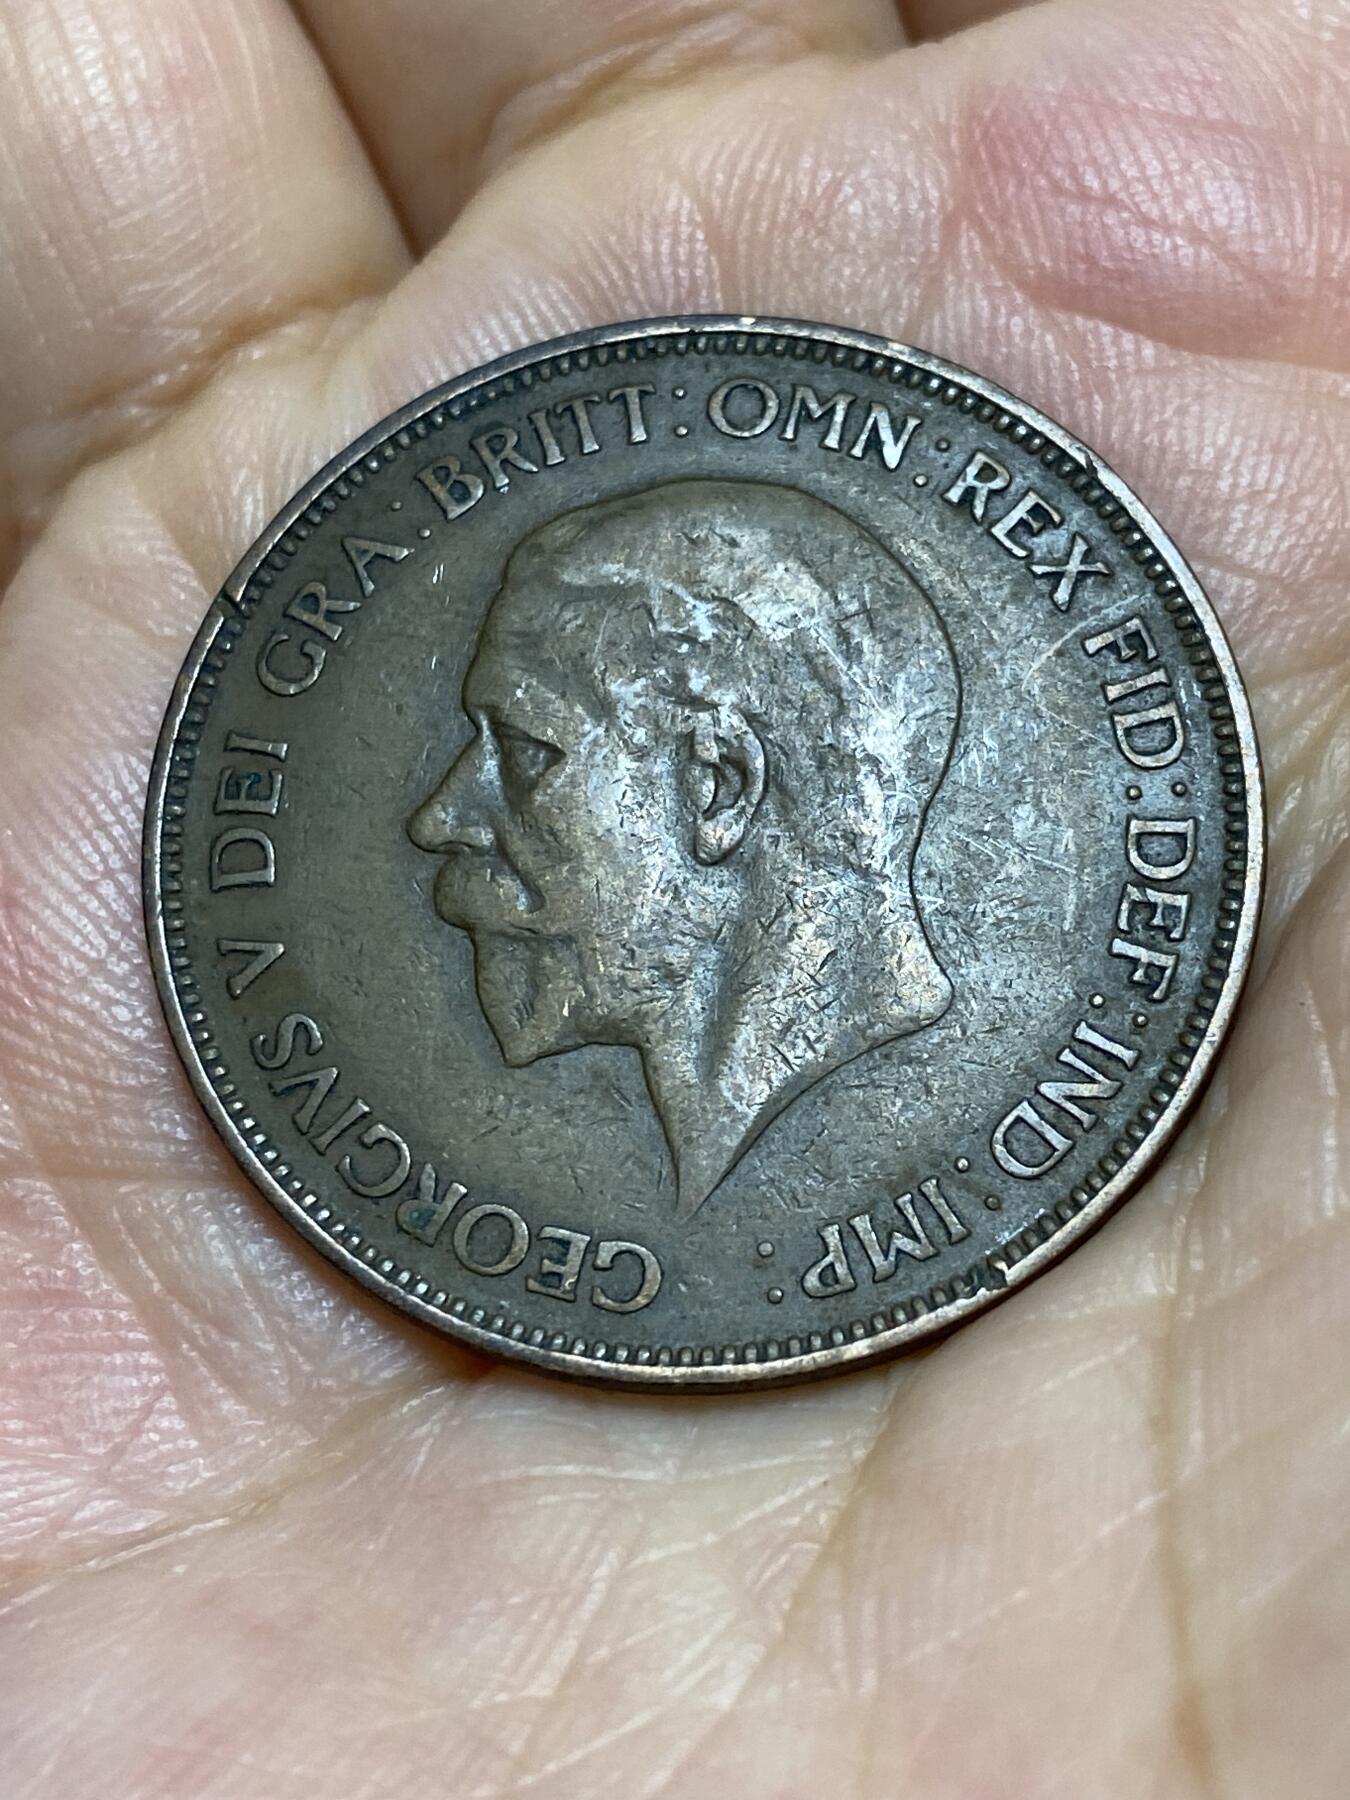 GEORGIVS V DEI GRA: BRITT: OMN: REX FID: DEF: IND: IMP: